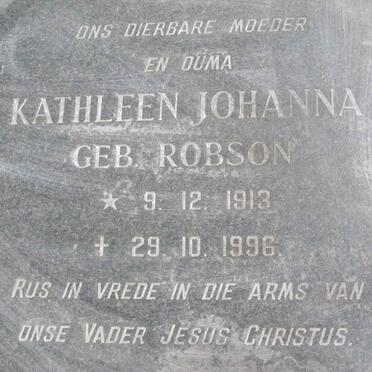 ONS DIERBARE MOEDER
EN OUMA
KATHLEEN JOHANNA
GEB. ROBSON
* 9. 12. 1913
† 29. 10. 1996.
RUS IN VREDE IN DIE ARMS VAN
ONSE VADER JESUS CHRISTUS.